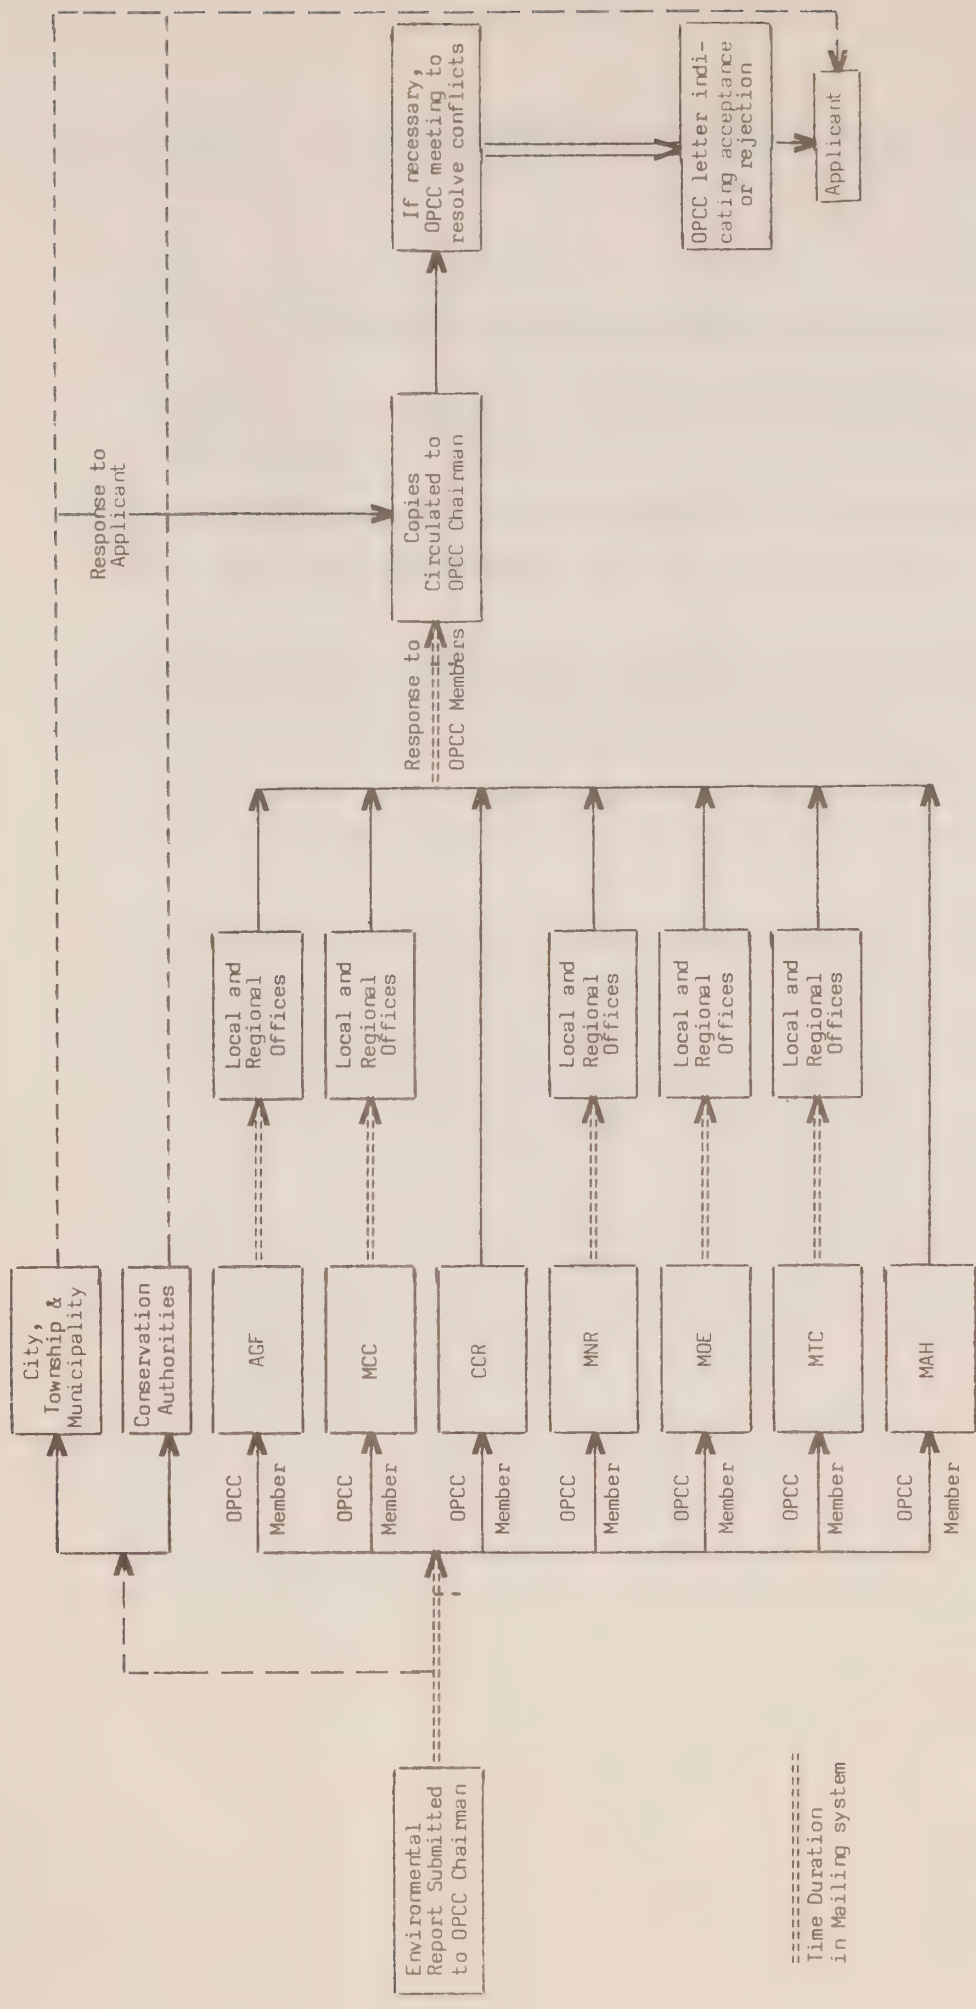 City,
Township &
Municipality
Conservation
Authorities
Response to
Applicant
OPCC
Member
AGF
Local and
Regional
Offices
OPCC
Member
MCC
Local and
Regional
Offices
Environmental
Report Submitted
to OPCC Chairman
OPCC
Member
CCR
Response to
OPCC Members
Copies
Circulated to
OPCC Chairman
If necessary,
OPCC meeting to
resolve conflicts
OPCC
Member
MNR
Local and
Regional
Offices
OPCC
Member
MOE
Local and
Regional
Offices
OPCC letter indi-
cating acceptance
or rejection
OPCC
Member
MTC
Local and
Regional
Offices
Applicant
OPCC
Member
MAH
Time Duration
in Mailing system